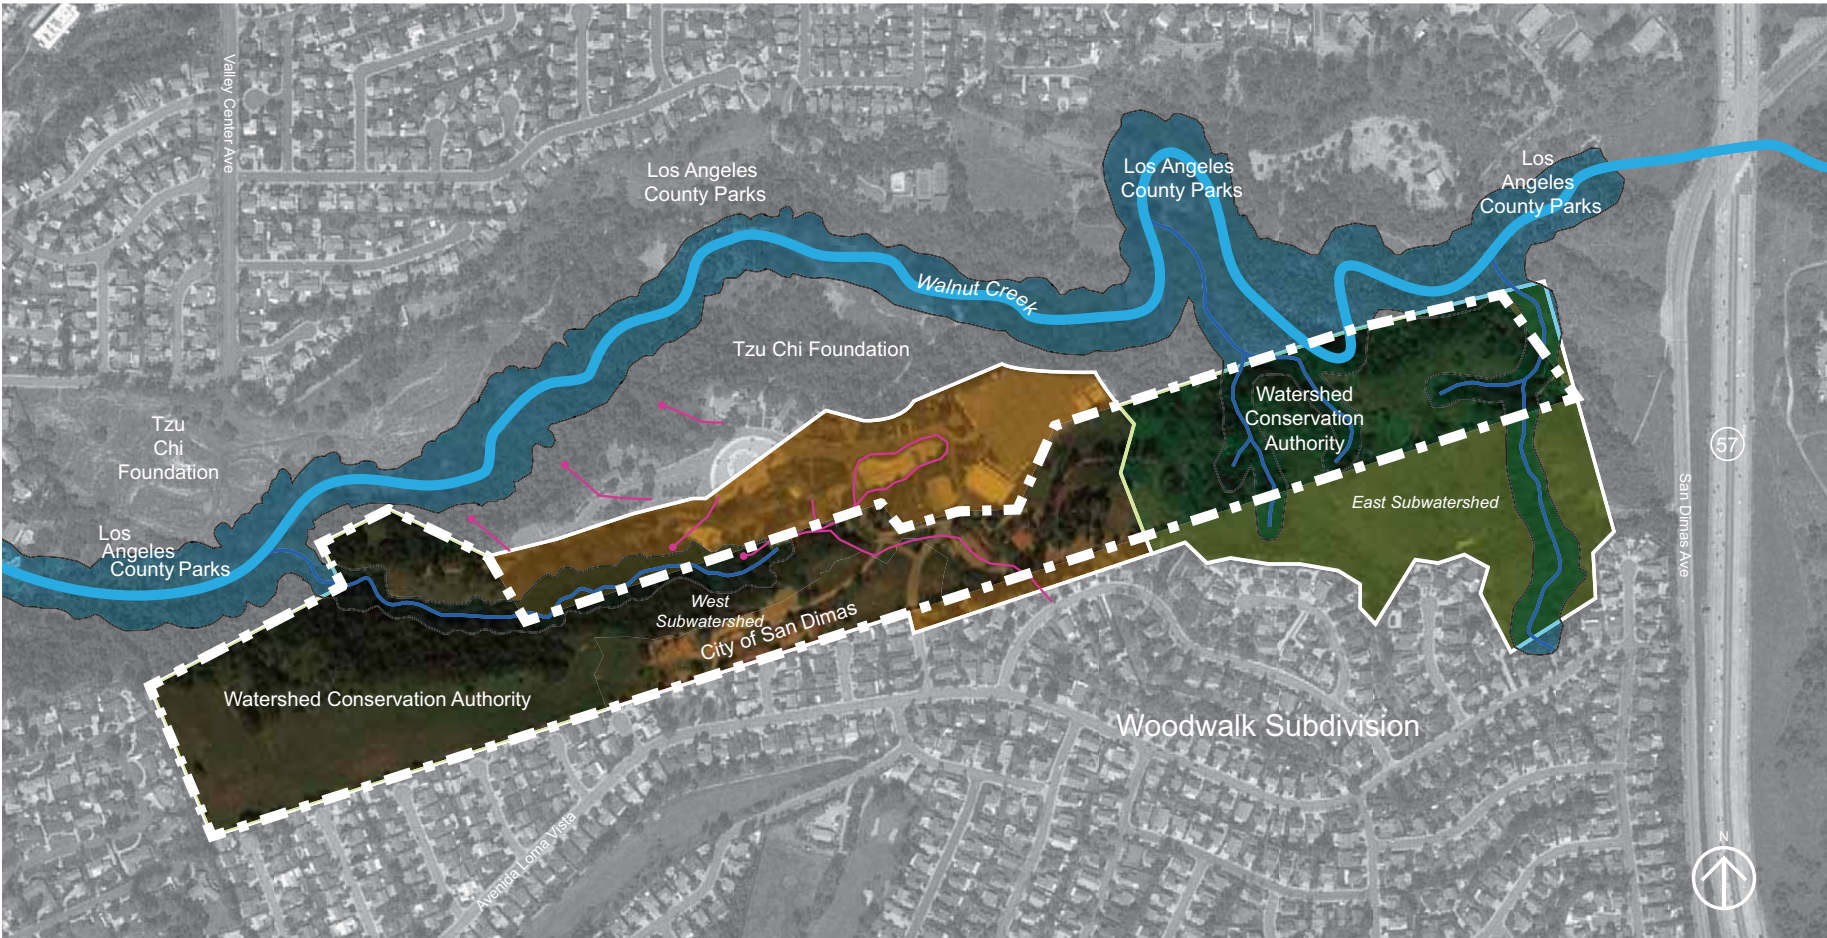 Valley Center Ave
Los Angeles
County Parks
Los Angeles
County Parks
Los
Angeles
County Parks
Walnut Creek
Tzu Chi Foundation
Tzu
Chi
Foundation
Watershed
Conservation
Authority
57
East Subwatershed
San Dimas Ave
Los
Angeles
County Parks
West
Subwatershed
City of San Dimas
Watershed Conservation Authority
Woodwalk Subdivision
Avenida Loma Vista
N